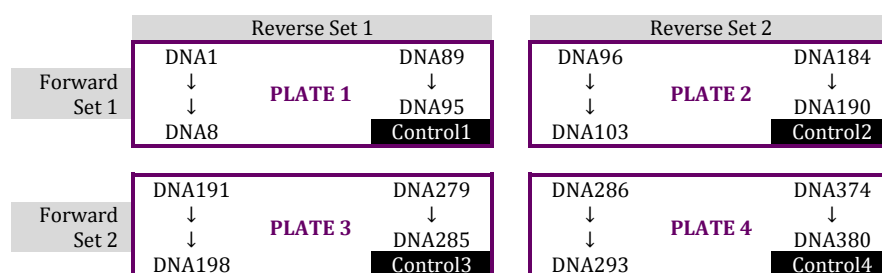 Reverse Set 1 Reverse Set 2
DNA1 DNA89 DNA96 DNA184
Forward ↓ PLATE 1 ↓ ↓ PLATE 2 ↓
Set 1 ↓ DNA95 ↓ DNA190
DNA8 Control1 DNA103 Control2
DNA191 DNA279 DNA286 DNA374
Forward ↓ PLATE 3 ↓ ↓ PLATE 4 ↓
Set 2 ↓ DNA285 ↓ DNA380
DNA198 Control3 DNA293 Control4